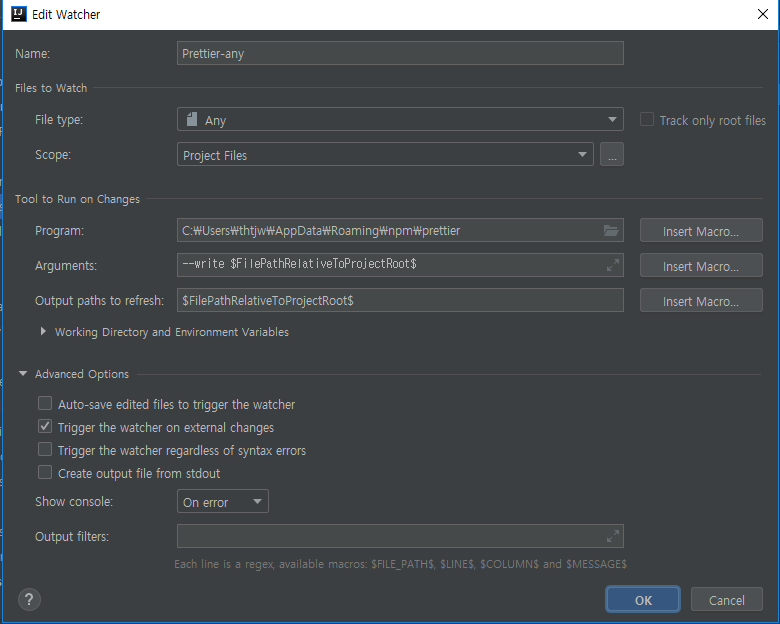 IJ Edit Watcher
Name: Prettier-any
Files to Watch
File type: Any Track only root files
Scope: Project Files ...
Tool to Run on Changes
Program: C:₩Users₩thtjw₩AppData₩Roaming₩npm₩prettier Insert Macro...
Arguments: --write $FilePathRelativeToProjectRoot$ Insert Macro...
Output paths to refresh: $FilePathRelativeToProjectRoot$ Insert Macro...
Working Directory and Environment Variables
Advanced Options
Auto-save edited files to trigger the watcher
Trigger the watcher on external changes
Trigger the watcher regardless of syntax errors
Create output file from stdout
Show console: On error
Output filters:
Each line is a regex, available macros: $FILE_PATH$, $LINE$, $COLUMN$ and $MESSAGE$
? OK Cancel